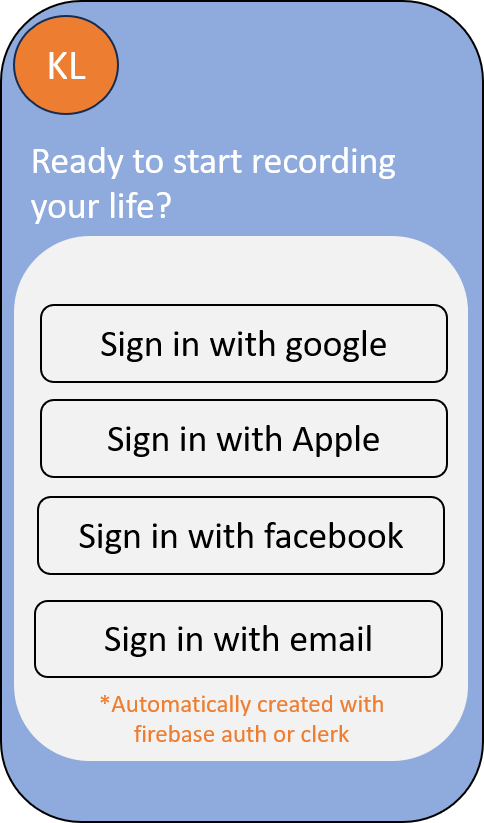 KL
Ready to start recording
your life?
Sign in with google
Sign in with Apple
Sign in with facebook
Sign in with email
*Automatically created with
firebase auth or clerk